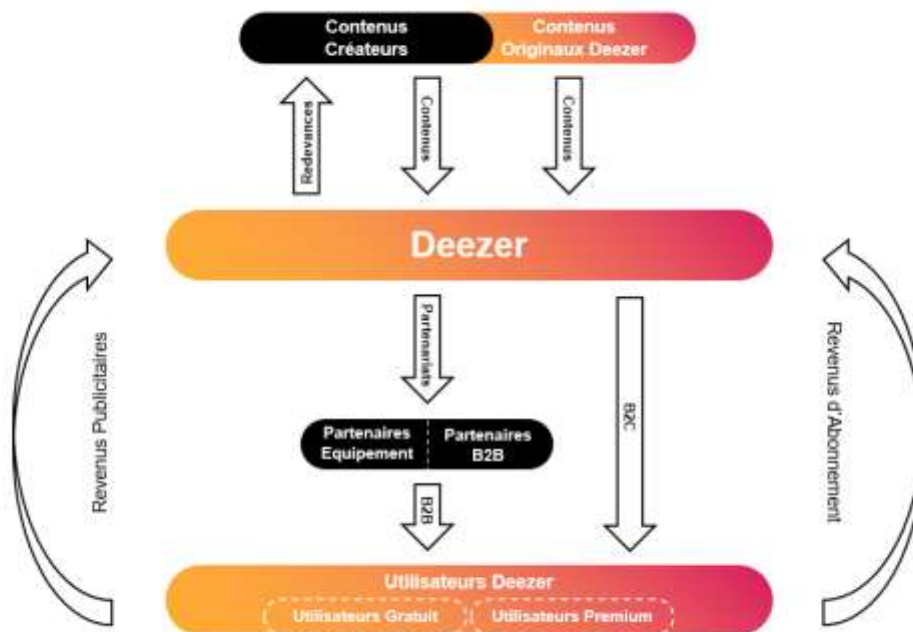 Contenus
Créateurs
Contenus
Originaux Deezer
Redevances
Contenus
Contenus
Deezer
Partenariats
B2C
Revenus Publicitaires
Revenus d'Abonnement
Partenaires
Equipement
Partenaires
B2B
B2B
Utilisateurs Deezer
Utilisateurs Gratuit
Utilisateurs Premium